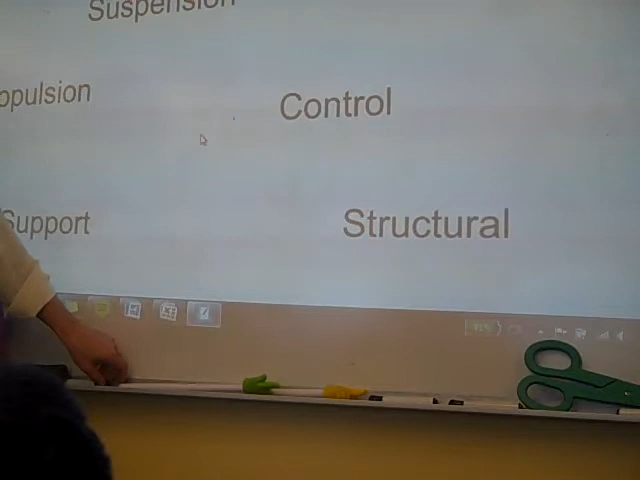 Suspension
opulsion
Control
Support
Structural